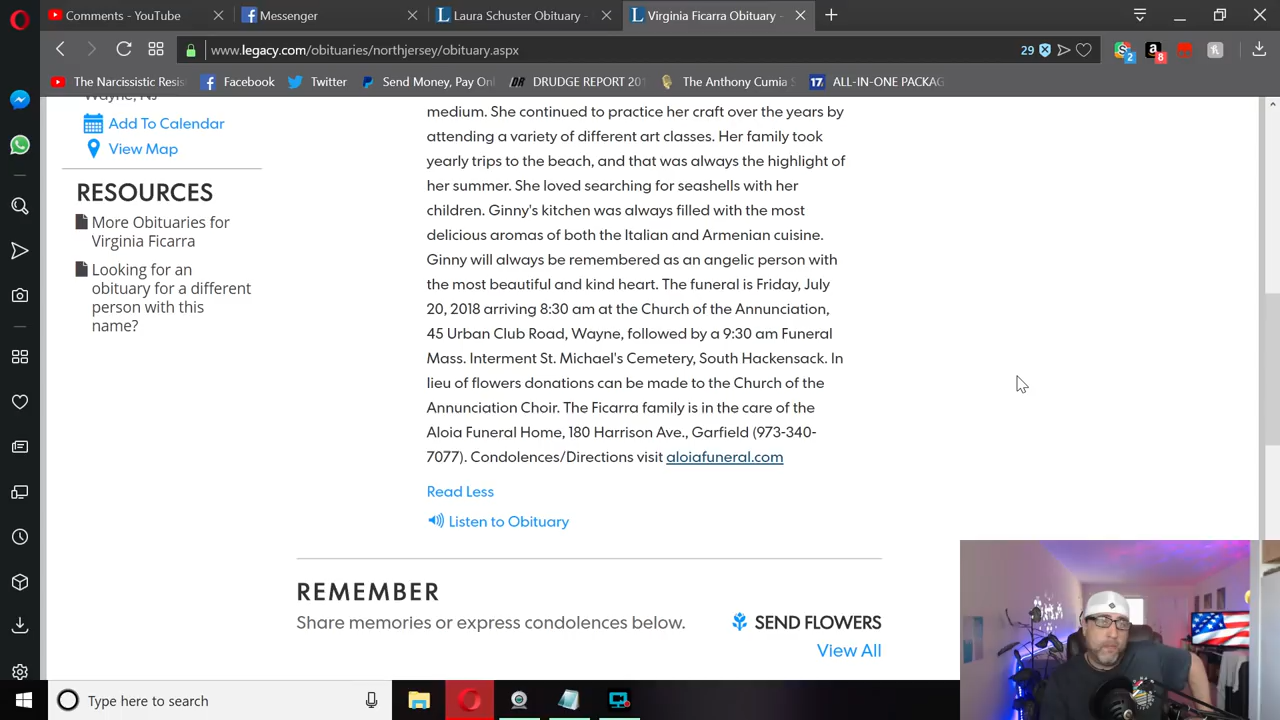 Comments - YouTube
Messenger
Laura Schuster Obituary -
Virginia Ficarra Obituary -
www.legacy.com/obituaries/northjersey/obituary.aspx
29
2
8
The Narcissistic Resis
Facebook
Twitter
Send Money, Pay Onl
DRUDGE REPORT 201
The Anthony Cumia S
17 ALL-IN-ONE PACKAG
Wayne, NJ
Add To Calendar
View Map
RESOURCES
More Obituaries for
Virginia Ficarra
Looking for an
obituary for a different
person with this
name?
medium. She continued to practice her craft over the years by
attending a variety of different art classes. Her family took
yearly trips to the beach, and that was always the highlight of
her summer. She loved searching for seashells with her
children. Ginny's kitchen was always filled with the most
delicious aromas of both the Italian and Armenian cuisine.
Ginny will always be remembered as an angelic person with
the most beautiful and kind heart. The funeral is Friday, July
20, 2018 arriving 8:30 am at the Church of the Annunciation,
45 Urban Club Road, Wayne, followed by a 9:30 am Funeral
Mass. Interment St. Michael's Cemetery, South Hackensack. In
lieu of flowers donations can be made to the Church of the
Annunciation Choir. The Ficarra family is in the care of the
Aloia Funeral Home, 180 Harrison Ave., Garfield (973-340-
7077). Condolences/Directions visit aloiafuneral.com
Read Less
Listen to Obituary
REMEMBER
Share memories or express condolences below.
SEND FLOWERS
View All
Type here to search